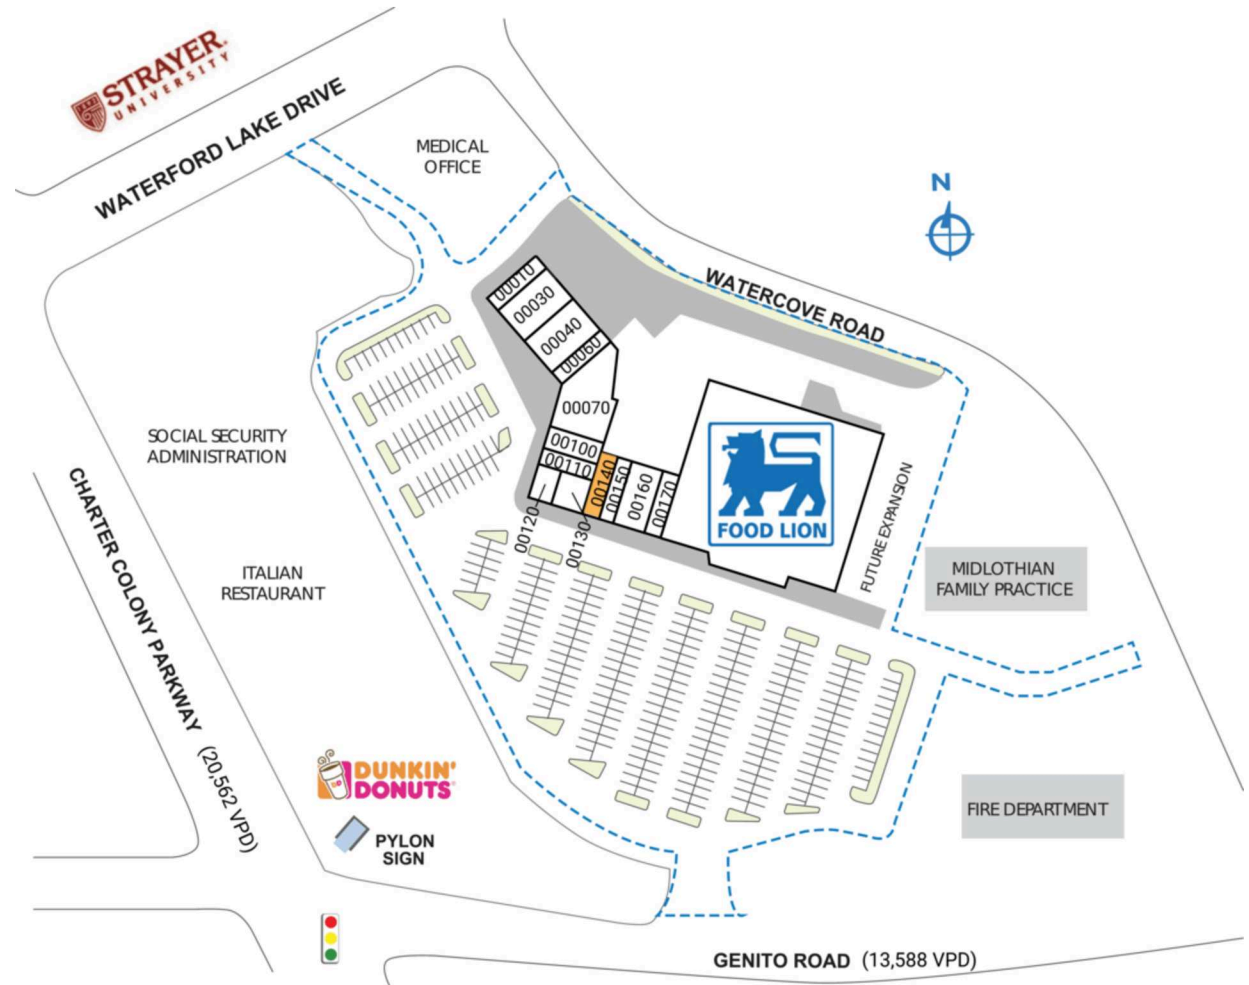 STRAYER
UNIVERSITY
WATERFORD LAKE DRIVE
MEDICAL
OFFICE
N
WATERCOVE ROAD
00010
00030
00040
00060
00070
00100
00110
00120
00130
00140
00150
00160
00170
FOOD LION
FUTURE EXPANSION
SOCIAL SECURITY
ADMINISTRATION
ITALIAN
RESTAURANT
CHARTER COLONY PARKWAY (20,562 VPD)
MIDLOTHIAN
FAMILY PRACTICE
DUNKIN'
DONUTS
PYLON
SIGN
FIRE DEPARTMENT
GENITO ROAD (13,588 VPD)